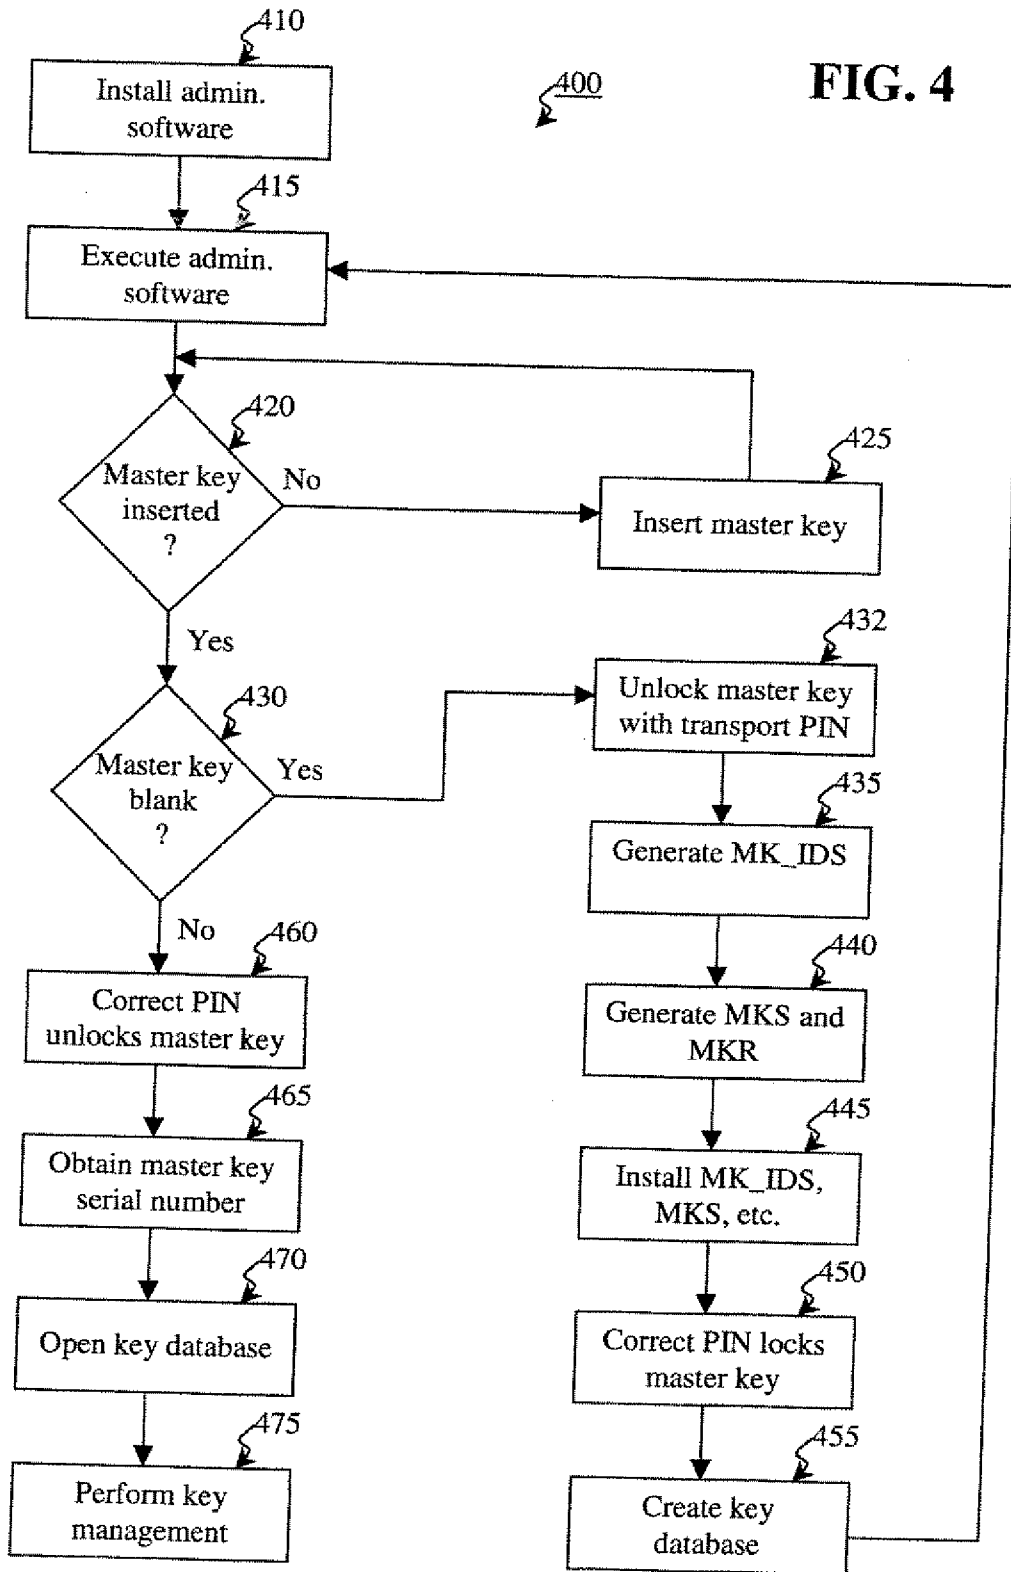 410
Install admin.
software
400
FIG. 4
415
Execute admin.
software
420
Master key
inserted
?
No
425
Insert master key
Yes
430
Master key
blank
?
Yes
432
Unlock master key
with transport PIN
435
Generate MK_IDS
No
460
Correct PIN
unlocks master key
440
Generate MKS and
MKR
465
Obtain master key
serial number
445
Install MK_IDS,
MKS, etc.
470
Open key database
450
Correct PIN locks
master key
475
Perform key
management
455
Create key
database